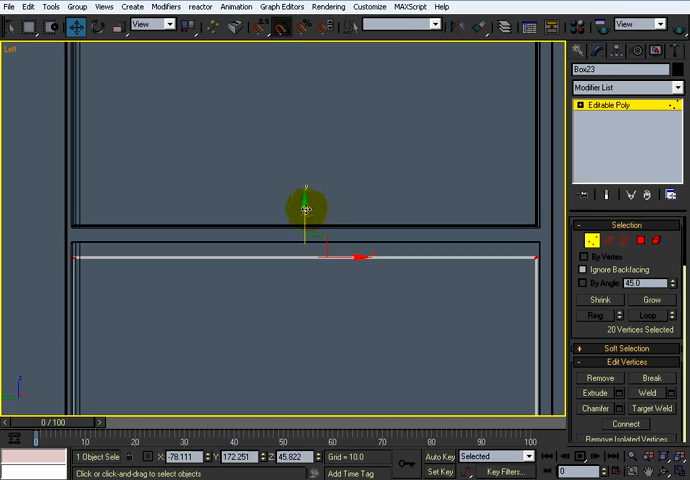 File Edit Tools Group Views Create Modifiers reactor Animation Graph Editors Rendering Customize MAXScript Help
View 2.5 View
Left
Box23
Modifier List
Editable Poly
y
- Selection
By Vertex
Ignore Backfacing
By Angle: 45.0
Shrink Grow
Ring Loop
20 Vertices Selected
+ Soft Selection
- Edit Vertices
Remove Break
Extrude Weld
Chamfer Target Weld
Connect
Remove Isolated Vertices
z
0 / 100
0 10 20 30 40 50 60 70 80 90 100
1 Object Sele X: -78.111 Y: 172.251 Z: 45.822 Grid = 10.0 Auto Key Selected
Click or click-and-drag to select objects Add Time Tag Set Key Key Filters... 0